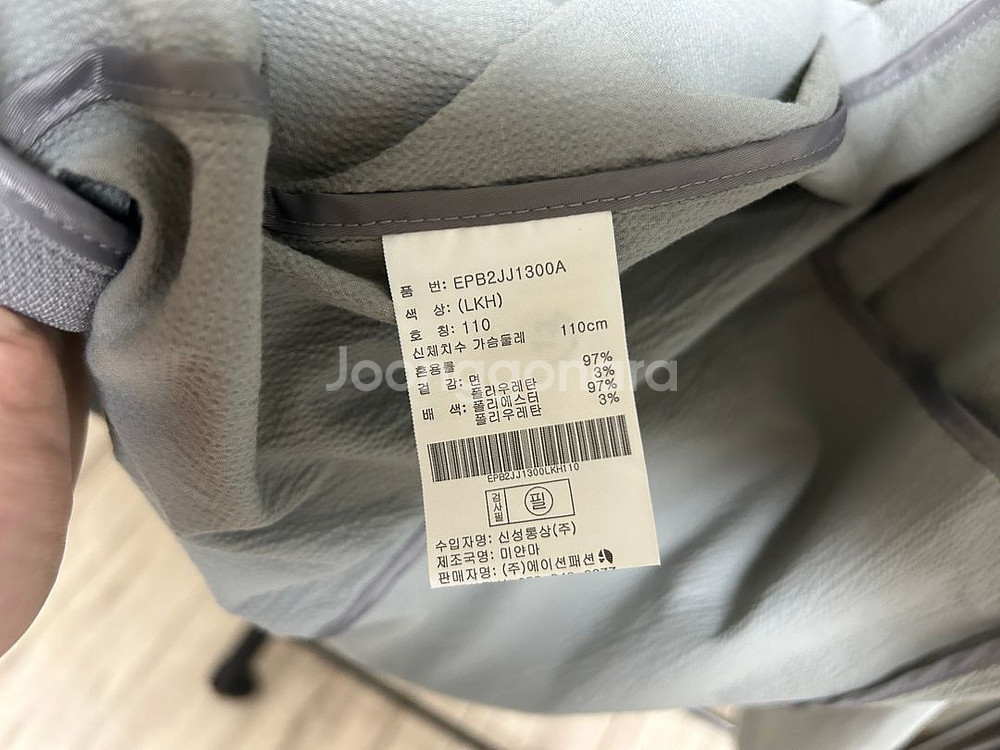 품 번: EPB2JJ1300A
색 상: (LKH)
호 칭: 110
신체치수 가슴둘레 110cm
혼용률
겉 감: 면 97%
폴리우레탄 3%
배 색: 폴리에스터 97%
폴리우레탄 3%
EPB2JJ1300LKH110
검사필 필
수입자명: 신성통상(주)
제조국명: 미얀마
판매자명: (주)에이션패션
Joonggonara